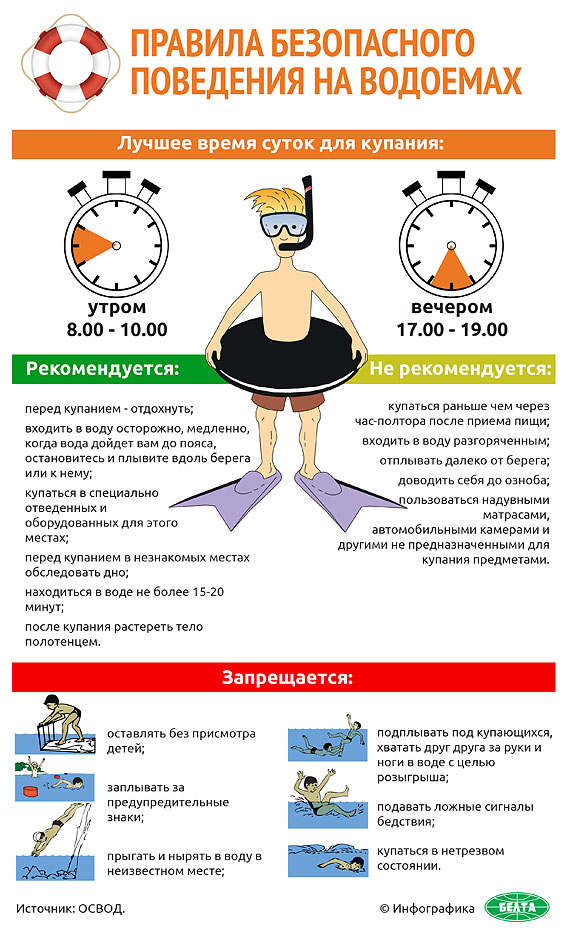 ПРАВИЛА БЕЗОПАСНОГО
ПОВЕДЕНИЯ НА ВОДОЕМАХ
Лучшее время суток для купания:
утром
8.00 - 10.00
вечером
17.00 - 19.00
Рекомендуется:
перед купанием - отдохнуть;
входить в воду осторожно, медленно,
когда вода дойдет вам до пояса,
остановитесь и плывите вдоль берега
или к нему;
купаться в специально
отведенных и
оборудованных для этого
местах;
перед купанием в незнакомых местах
обследовать дно;
находиться в воде не более 15-20
минут;
после купания растереть тело
полотенцем.
Не рекомендуется:
купаться раньше чем через
час-полтора после приема пищи;
входить в воду разгоряченным;
отплывать далеко от берега;
доводить себя до озноба;
пользоваться надувными
матрасами,
автомобильными камерами и
другими не предназначенными для
купания предметами.
Запрещается:
оставлять без присмотра
детей;
заплывать за
предупредительные
знаки;
прыгать и нырять в воду в
неизвестном месте;
подплывать под купающихся,
хватать друг друга за руки и
ноги в воде с целью
розыгрыша;
подавать ложные сигналы
бедствия;
купаться в нетрезвом
состоянии.
Источник: ОСВОД.
© Инфографика
БЕЛТА